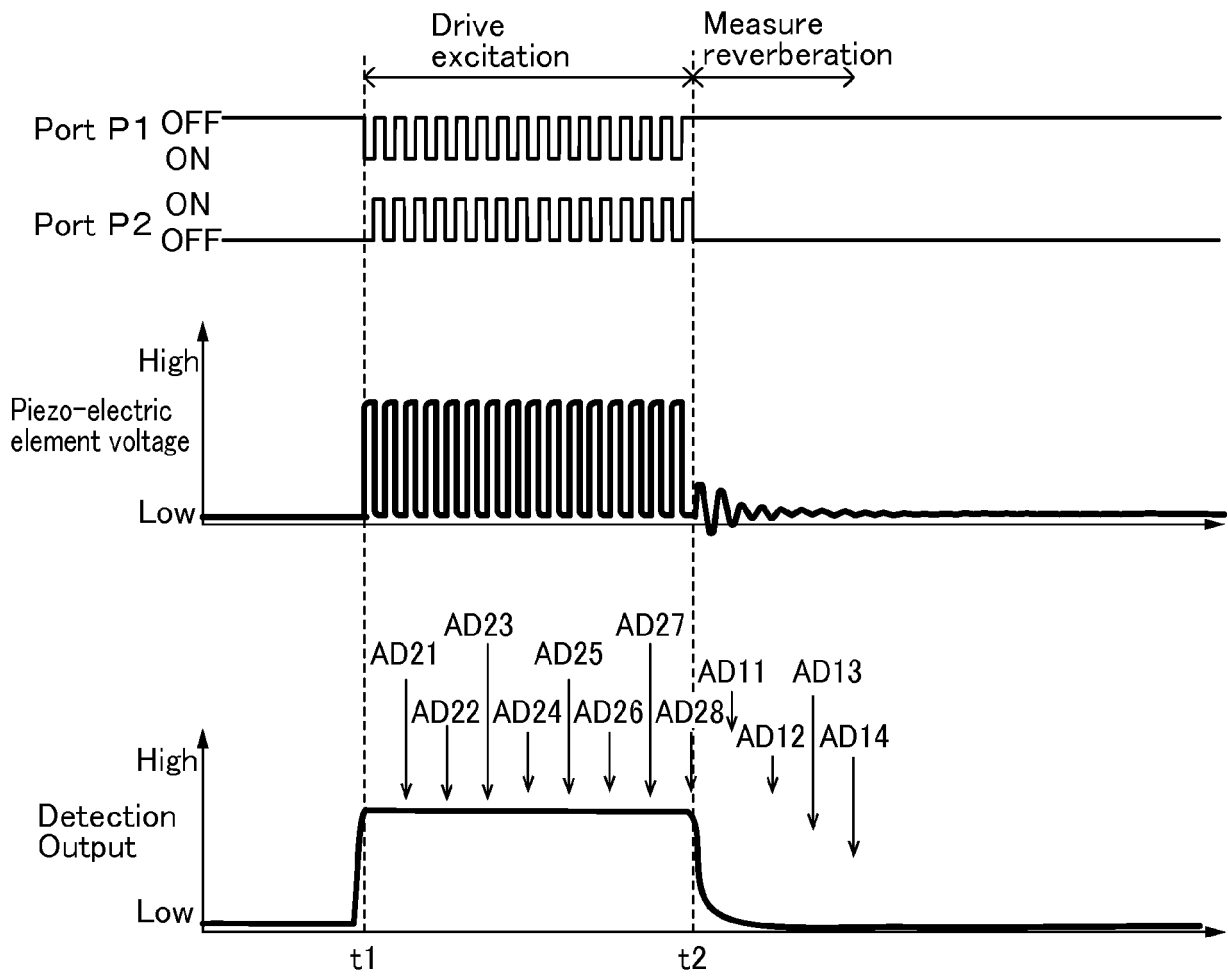 Drive
excitation
Measure
reverberation
Port P1 OFF
ON
ON
Port P2 OFF
High
Piezo-electric
element voltage
Low
AD23
AD27
AD21
AD25
AD11
AD13
AD22
AD24
AD26
AD28
AD12
AD14
High
Detection
Output
Low
t1
t2